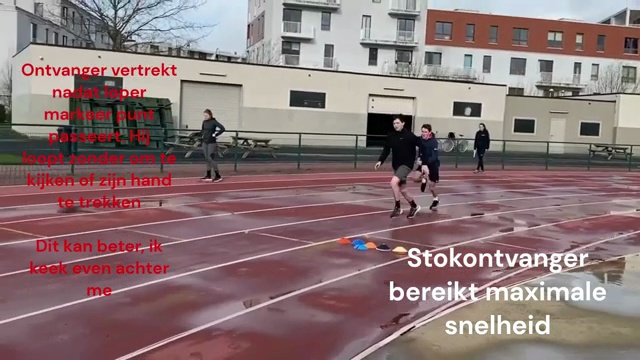 Ontvanger vertrekt
nadat loper
markeer punt
passeert. Hij
loopt zonder om te
kijken of zijn hand
te trekken
Dit kan beter, ik
keek even achter
me
Stokontvanger
bereikt maximale
snelheid